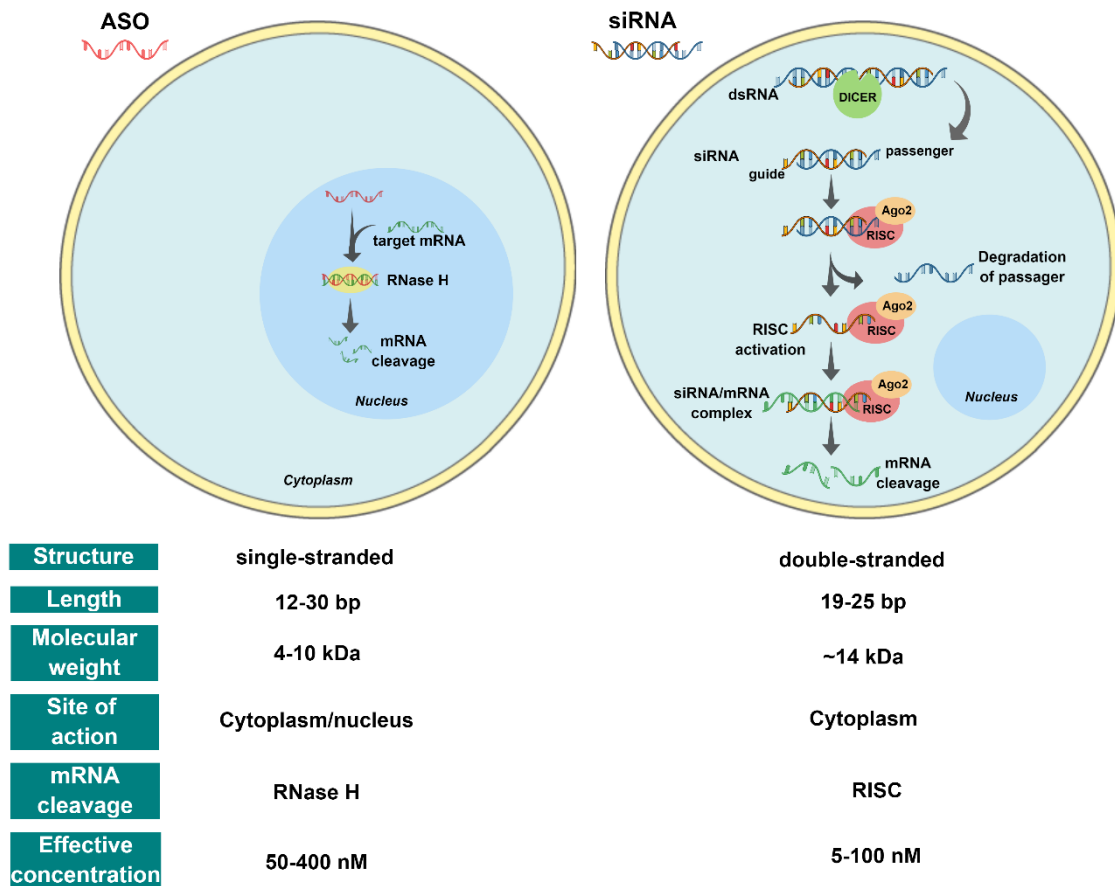 ASO
target mRNA
RNase H
mRNA
cleavage
Nucleus
Cytoplasm
siRNA
dsRNA
DICER
siRNA
passenger
guide
Ago2
RISC
Degradation
of passager
Ago2
RISC
RISC
activation
siRNA/mRNA
complex
Ago2
RISC
Nucleus
mRNA
cleavage
Structure
single-stranded
double-stranded
Length
12-30 bp
19-25 bp
Molecular
weight
4-10 kDa
~14 kDa
Site of
action
Cytoplasm/nucleus
Cytoplasm
mRNA
cleavage
RNase H
RISC
Effective
concentration
50-400 nM
5-100 nM